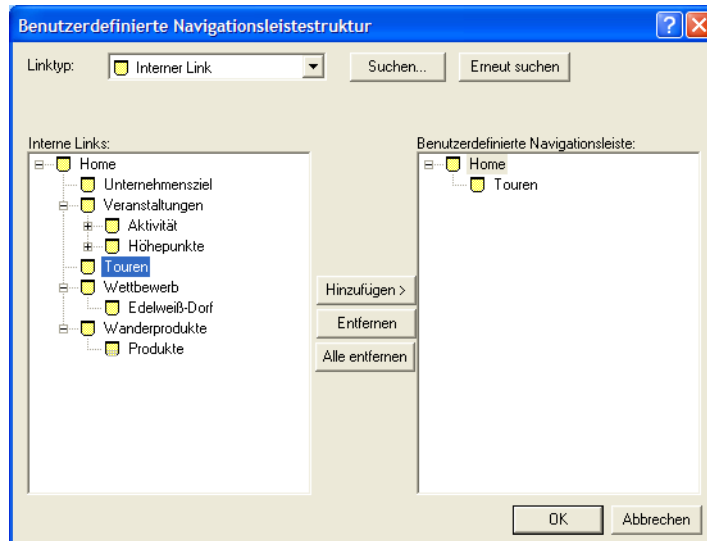 Benutzerdefinierte Navigationsleistestruktur
Linktyp: Interner Link Suchen... Erneut suchen
Interne Links:
Home
Unternehmensziel
Veranstaltungen
Aktivität
Höhepunkte
Touren
Wettbewerb
Edelweiß-Dorf
Wanderprodukte
Produkte
Hinzufügen >
Entfernen
Alle entfernen
Benutzerdefinierte Navigationsleiste:
Home
Touren
OK Abbrechen